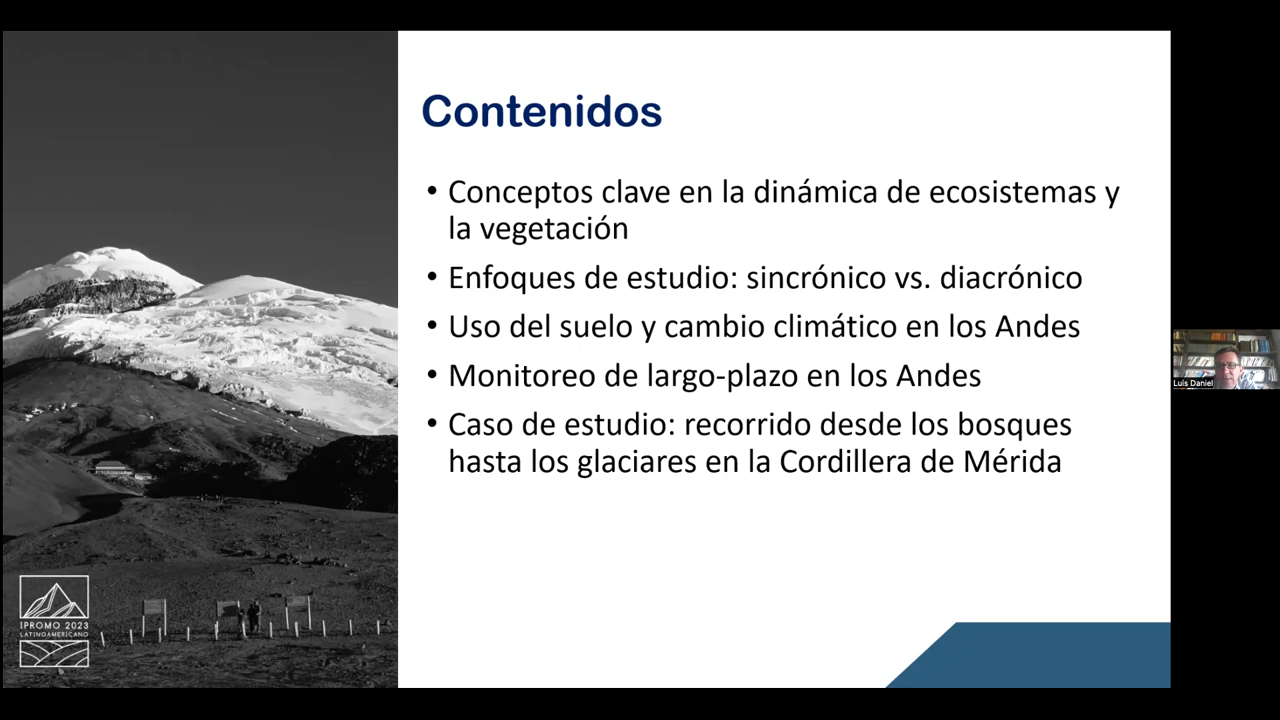 Contenidos
• Conceptos clave en la dinámica de ecosistemas y
la vegetación
• Enfoques de estudio: sincrónico vs. diacrónico
• Uso del suelo y cambio climático en los Andes
• Monitoreo de largo-plazo en los Andes
• Caso de estudio: recorrido desde los bosques
hasta los glaciares en la Cordillera de Mérida
IPROMO 2023
LATINOAMERICANO
Luis Daniel